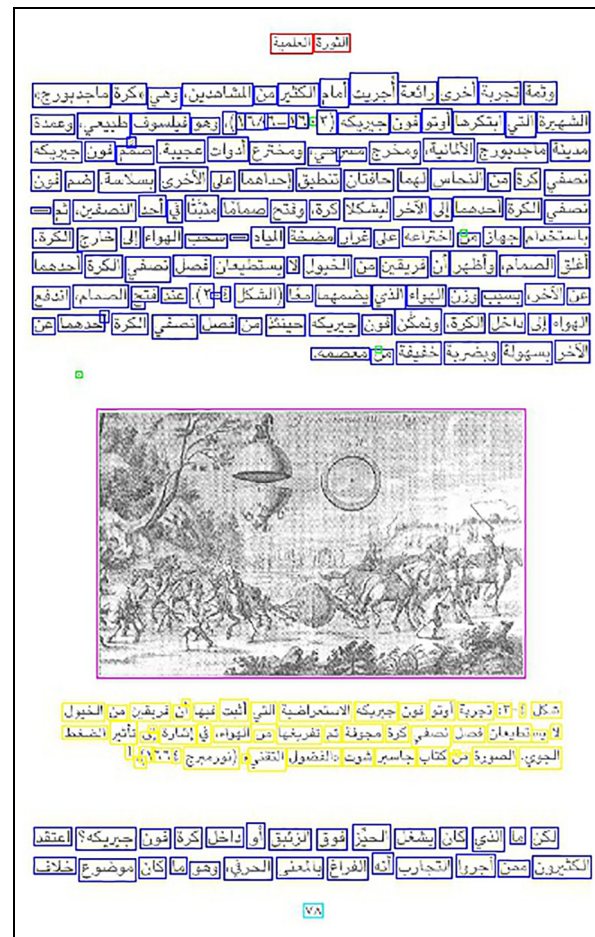 الثورة العلمية
وثمة تجربة أخرى رائعة أُجريت أمام الكثير من المشاهدين، وهي «كرة ماجدبورج»
الشهيرة التي ابتكرها أوتو فون جيريكه (١٦٠٢–١٦٨٦)، وهو فيلسوف طبيعي، وعمدة
مدينة ماجدبورج الألمانية، ومخرج مسرحي، ومخترع أدوات عجيبة. صمَّم فون جيريكه
نصفي كرة من النحاس لهما حافتان تنطبق إحداهما على الأخرى بسلاسة. ضم فون
نصفي الكرة أحدهما إلى الآخر ليشكلا كرة، وفتح صمامًا مثبَّتًا في أحد النصفين، ثم —
باستخدام جهاز من اختراعه على غرار مضخة المياه — سحب الهواء إلى خارج الكرة.
أغلق الصمام، وأظهر أن فريقين من الخيول لا يستطيعان فصل نصفي الكرة أحدهما
عن الآخر، بسبب وزن الهواء الذي يضمهما معًا (الشكل ٤-٣). عند فتح الصمام، اندفع
الهواء إلى داخل الكرة، وتمكَّن فون جيريكه حينئذٍ من فصل نصفي الكرة أحدهما عن
الآخر بسهولة وبضربة خفيفة من معصمه.
شكل ٤-٣: تجربة أوتو فون جيريكه الاستعراضية التي أثبت فيها أن فريقين من الخيول
لا يستطيعان فصل نصفي كرة مجوفة تم تفريغها من الهواء، في إشارة إلى تأثير الضغط
الجوي. الصورة من كتاب جاسبر شوت «الفضول التقني» (نورمبرج ١٦٦٤).١
لكن ما الذي كان يشغل الحيِّز فوق الزئبق أو داخل كرة فون جيريكه؟ اعتقد
الكثيرون ممن أجروا التجارب أنه الفراغ بالمعنى الحرفي، وهو ما كان موضوع خلاف
٧٨